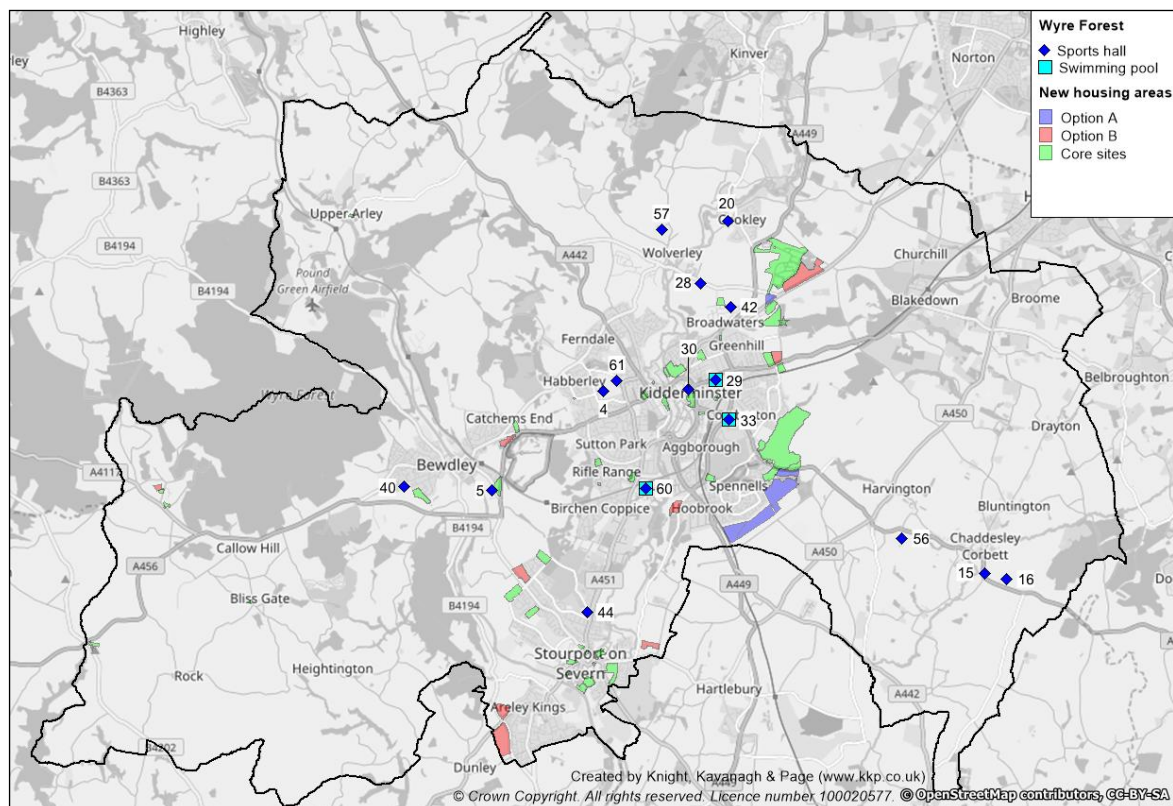 Highley
Kinver
Norton
B4363
A449
B4363
Upper Arley
20
57
Cookley
Wolverley
A442
B4194
Churchill
B4194
Pound Green Airfield
28
Blakedown
Broome
42
Broadwaters
Ferndale
Greenhill
30
61
Habberley
29
Kidderminster
Belbroughton
4
Wyre Forest
Catchems End
A450
33
Drayton
Sutton Park
Aggborough
Bewdley
A4117
Rifle Range
40
5
60
Spennells
Harvington
Birchen Coppice
Hoobrook
Bluntington
B4194
Callow Hill
56
Chaddesley
Corbett
A450
A456
15
16
A451
A449
B4194
Bliss Gate
44
Stourport on
Severn
Heightington
Rock
Hartlebury
A442
Areley Kings
B4202
Dunley
A449
Wyre Forest
Sports hall
Swimming pool
New housing areas
Option A
Option B
Core sites
Created by Knight, Kavanagh & Page (www.kkp.co.uk)
© Crown Copyright. All rights reserved. Licence number 100020577. © OpenStreetMap contributors, CC-BY-SA